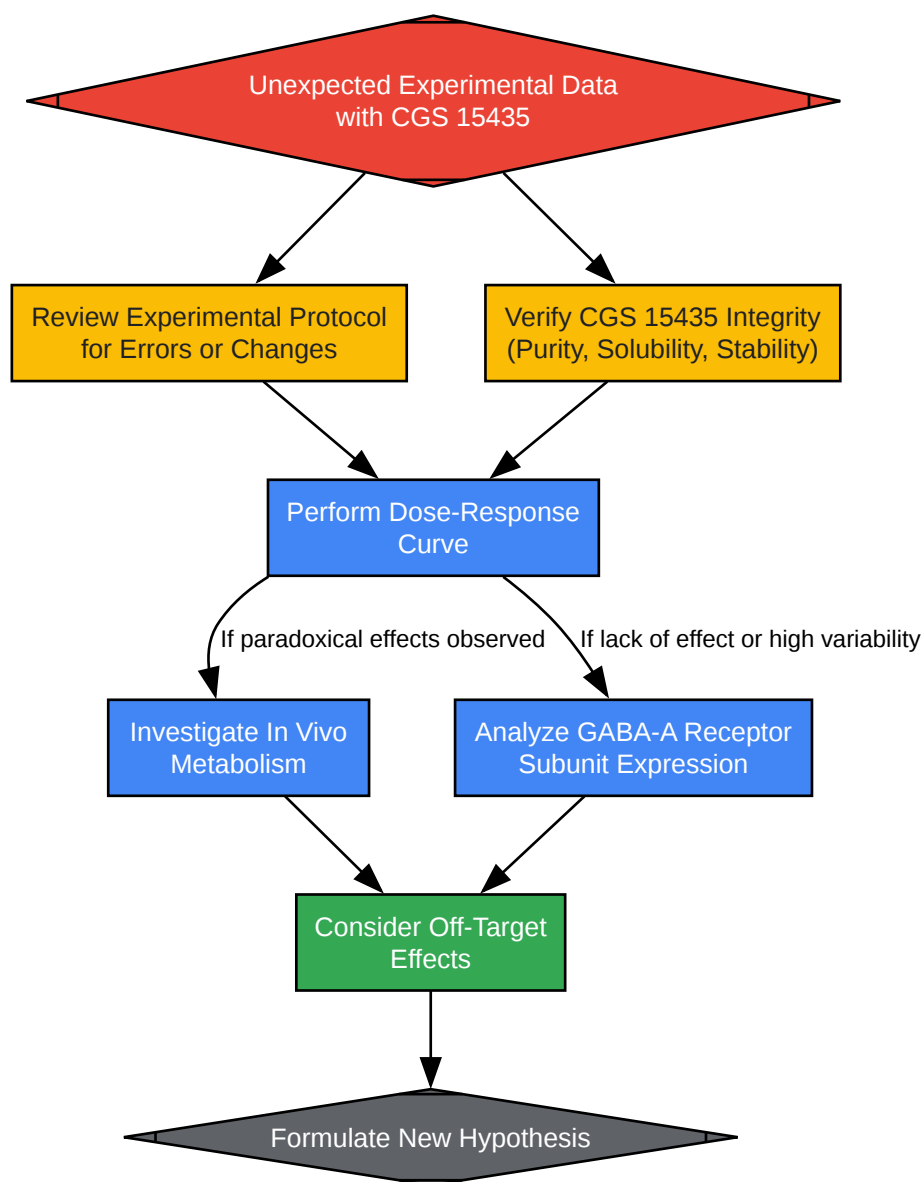 Unexpected Experimental Data
with CGS 15435
Review Experimental Protocol
for Errors or Changes
Verify CGS 15435 Integrity
(Purity, Solubility, Stability)
Perform Dose-Response
Curve
If paradoxical effects observed
If lack of effect or high variability
Investigate In Vivo
Metabolism
Analyze GABA-A Receptor
Subunit Expression
Consider Off-Target
Effects
Formulate New Hypothesis